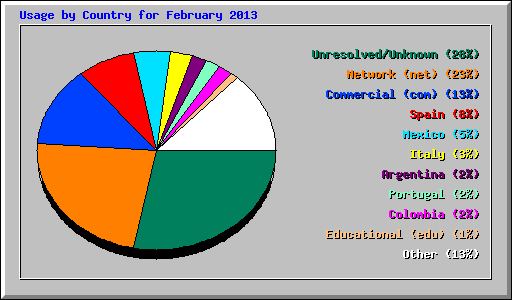 Usage by Country for February 2013
Unresolved/Unknown (28%)
Network (net) (23%)
Commercial (com) (13%)
Spain (8%)
Mexico (5%)
Italy (3%)
Argentina (2%)
Portugal (2%)
Colombia (2%)
Educational (edu) (1%)
Other (13%)